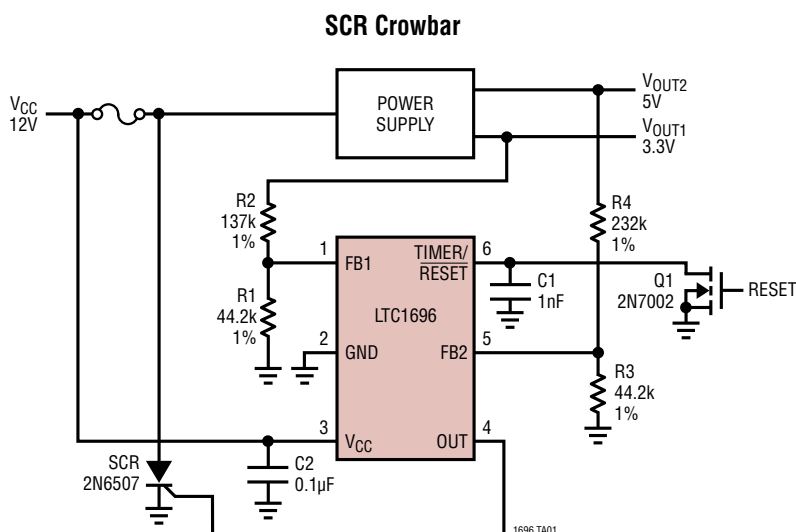 SCR Crowbar
VCC
12V
POWER
SUPPLY
VOUT2
5V
VOUT1
3.3V
R2
137k
1%
R4
232k
1%
1
FB1
TIMER/
RESET
6
C1
1nF
Q1
2N7002
RESET
R1
44.2k
1%
LTC1696
2
GND
FB2
5
R3
44.2k
1%
3
VCC
OUT
4
SCR
2N6507
C2
0.1µF
1696 TA01